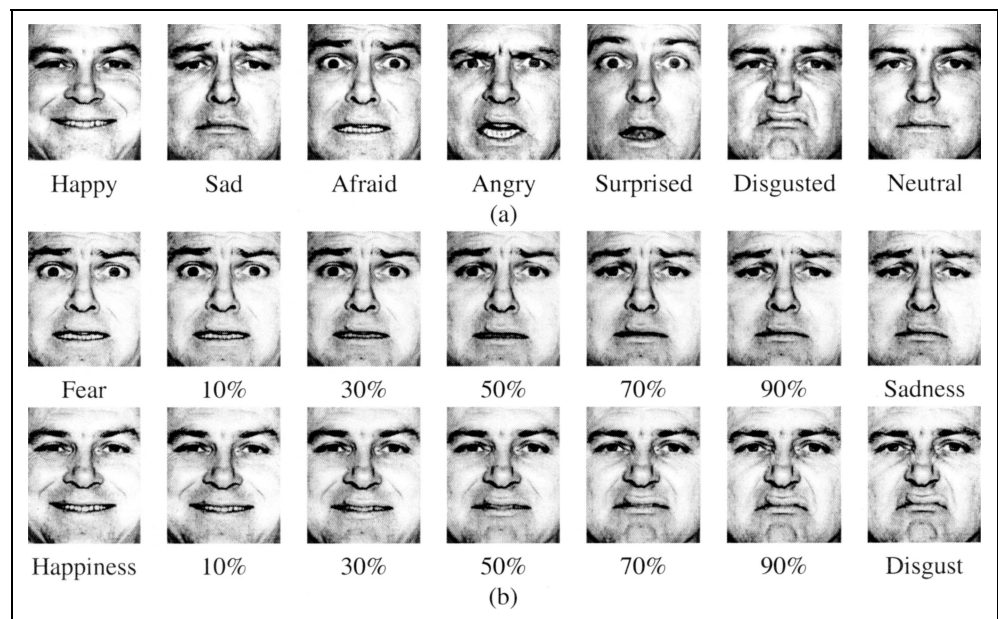 Happy Sad Afraid Angry Surprised Disgusted Neutral
(a)
Fear 10% 30% 50% 70% 90% Sadness
Happiness 10% 30% 50% 70% 90% Disgust
(b)